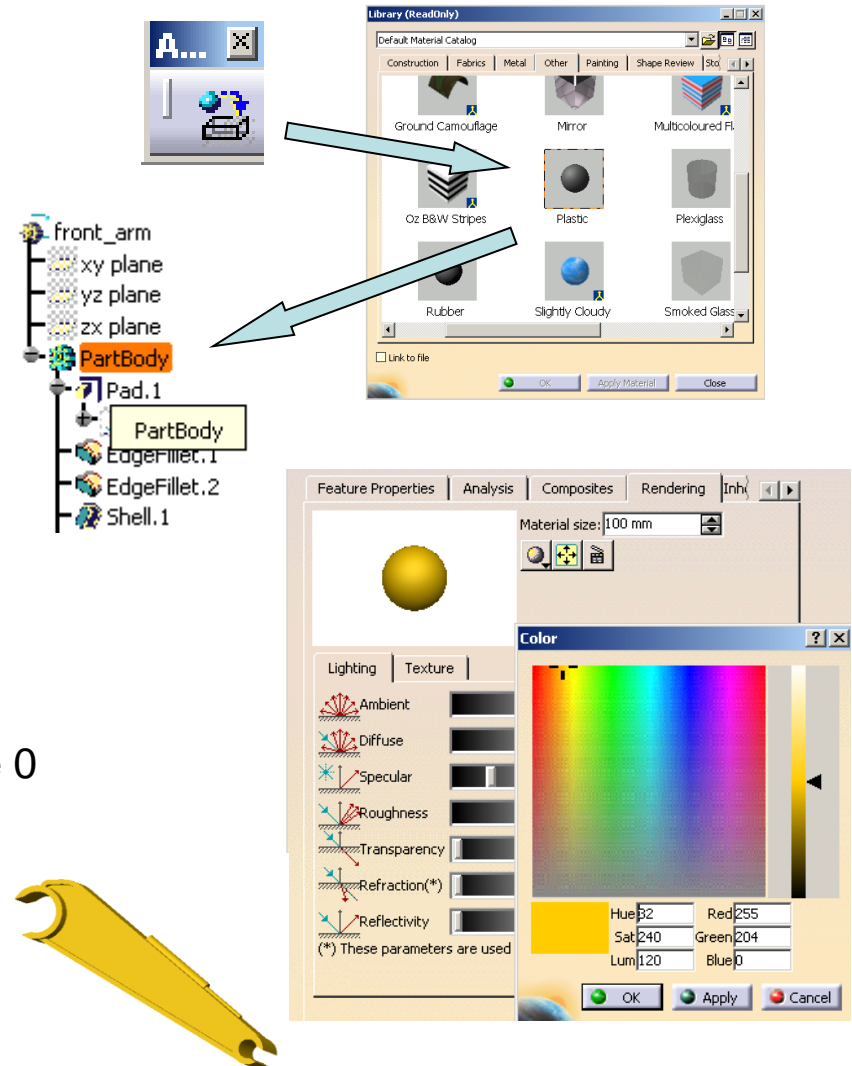 A...
Library (ReadOnly)
Default Material Catalog
Construction Fabrics Metal Other Painting Shape Review Sto
Ground Camouflage Mirror Multicoloured Fl
Oz B&W Stripes Plastic Plexiglass
Rubber Slightly Cloudy Smoked Glass
Link to file
OK Apply Material Close
front_arm
xy plane
yz plane
zx plane
PartBody
Pad.1
PartBody
EdgeFillet.1
EdgeFillet.2
Shell.1
Feature Properties Analysis Composites Rendering Inh
Material size: 100 mm
Color
Lighting Texture
Ambient
Diffuse
Specular
Roughness
Transparency
Refraction(*)
Reflectivity
(*) These parameters are used
Hue 32 Red 255
Sat 240 Green 204
Lum 120 Blue 0
OK Apply Cancel
0